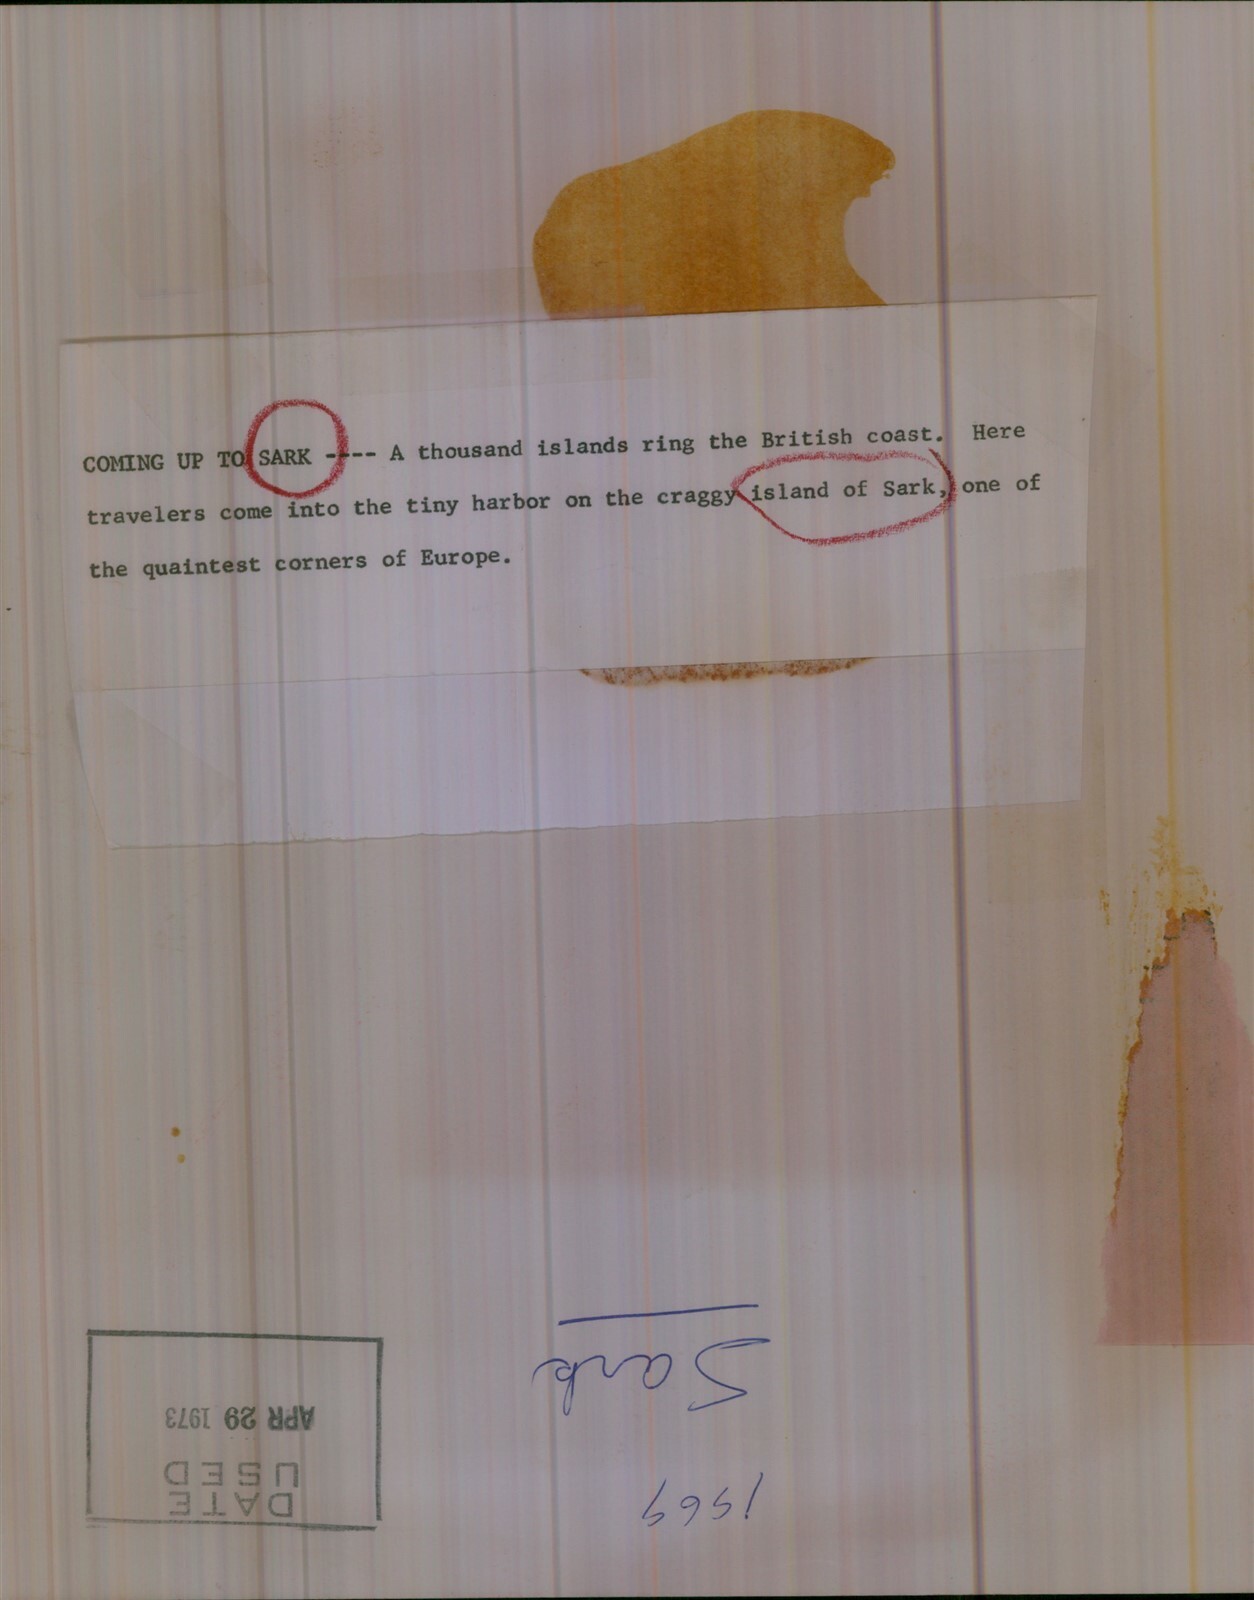 COMING UP TO SARK ---- A thousand islands ring the British coast. Here
travelers come into the tiny harbor on the craggy island of Sark, one of
the quaintest corners of Europe.
1969
Sark
DATE
USED
APR 29 1973